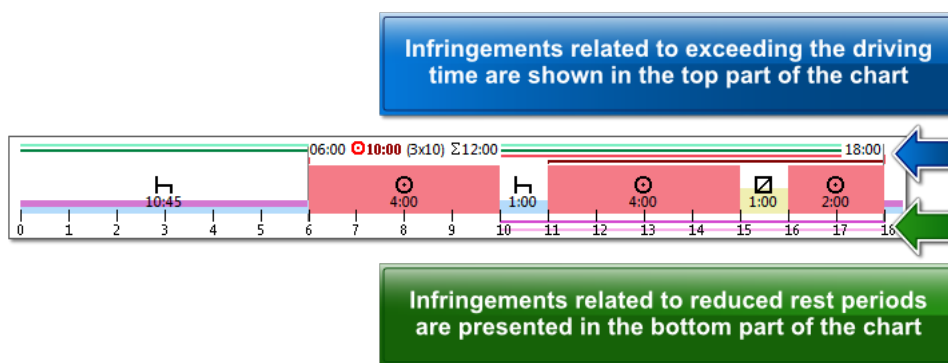 Infringements related to exceeding the driving
time are shown in the top part of the chart
06:00 10:00 (3x10) Σ12:00 18:00
10:45 4:00 1:00 4:00 1:00 2:00
0 1 2 3 4 5 6 7 8 9 10 11 12 13 14 15 16 17 18
Infringements related to reduced rest periods
are presented in the bottom part of the chart